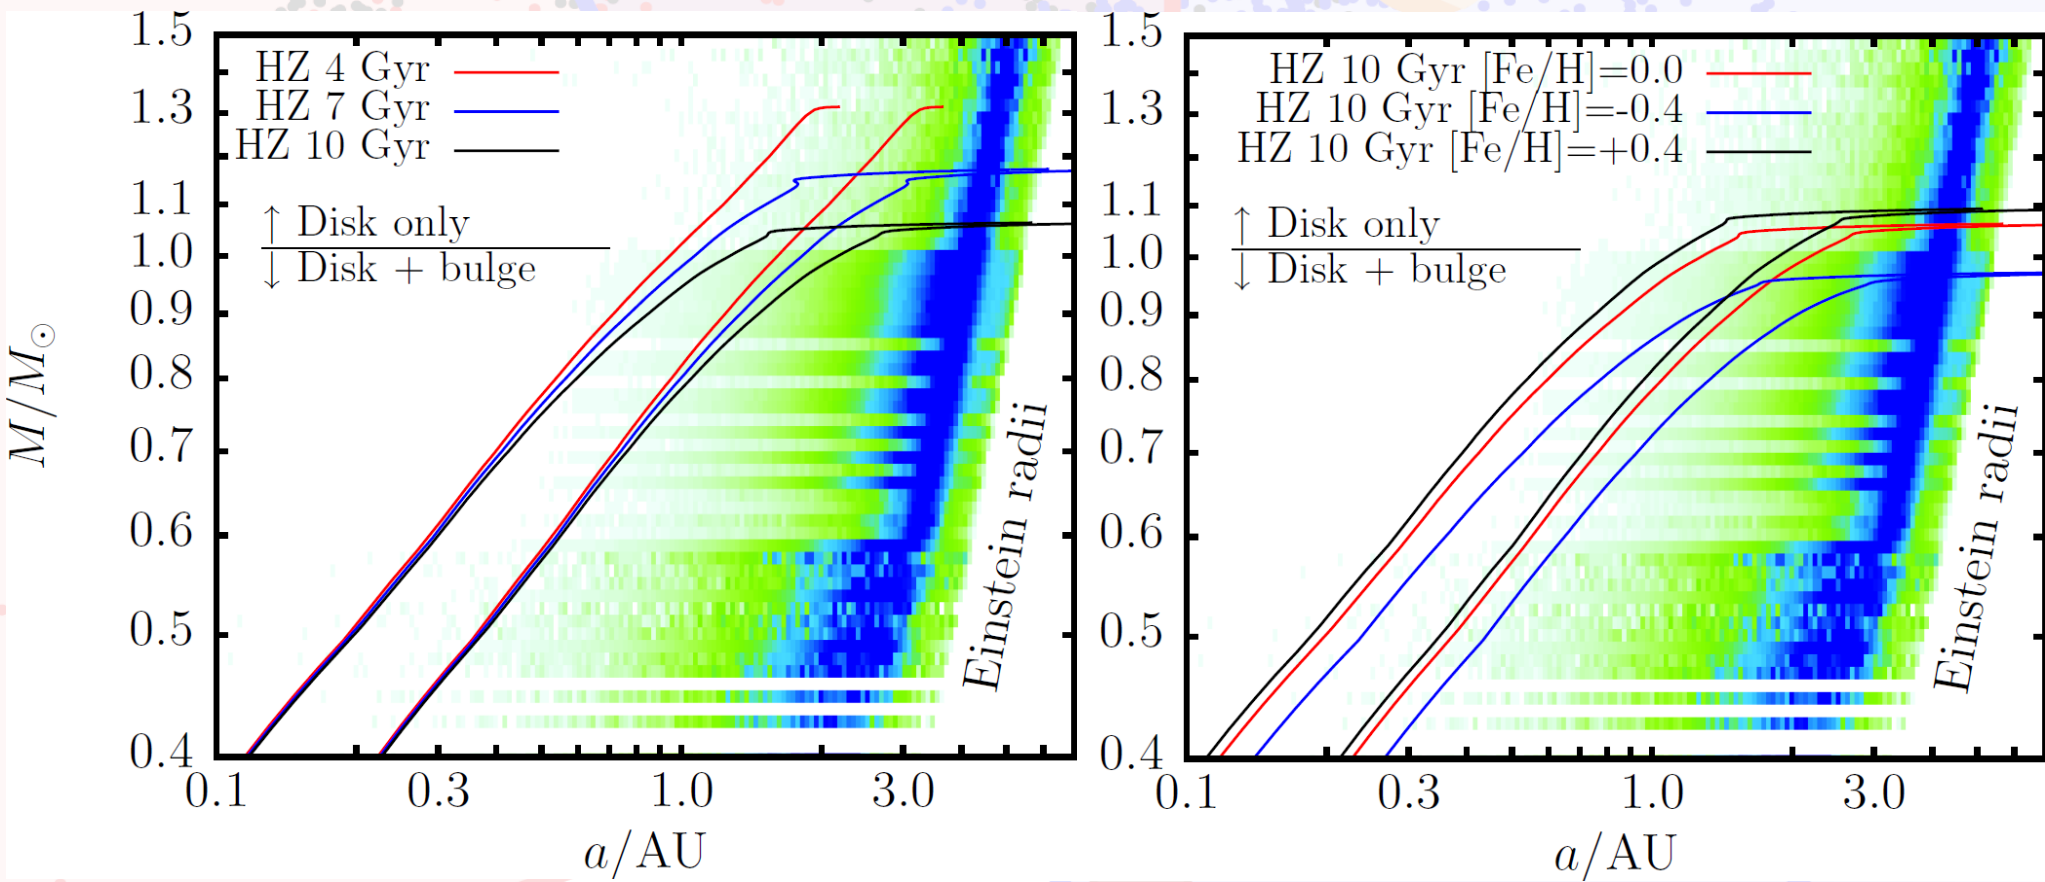 1.5
1.3
1.1
1.0
0.9
0.8
0.7
0.6
0.5
0.4
M/M☉
HZ 4 Gyr
HZ 7 Gyr
HZ 10 Gyr
↑ Disk only
↓ Disk + bulge
Einstein radii
0.1 0.3 1.0 3.0
a/AU
1.5
1.3
1.1
1.0
0.9
0.8
0.7
0.6
0.5
0.4
HZ 10 Gyr [Fe/H]=0.0
HZ 10 Gyr [Fe/H]=-0.4
HZ 10 Gyr [Fe/H]=+0.4
↑ Disk only
↓ Disk + bulge
Einstein radii
0.1 0.3 1.0 3.0
a/AU